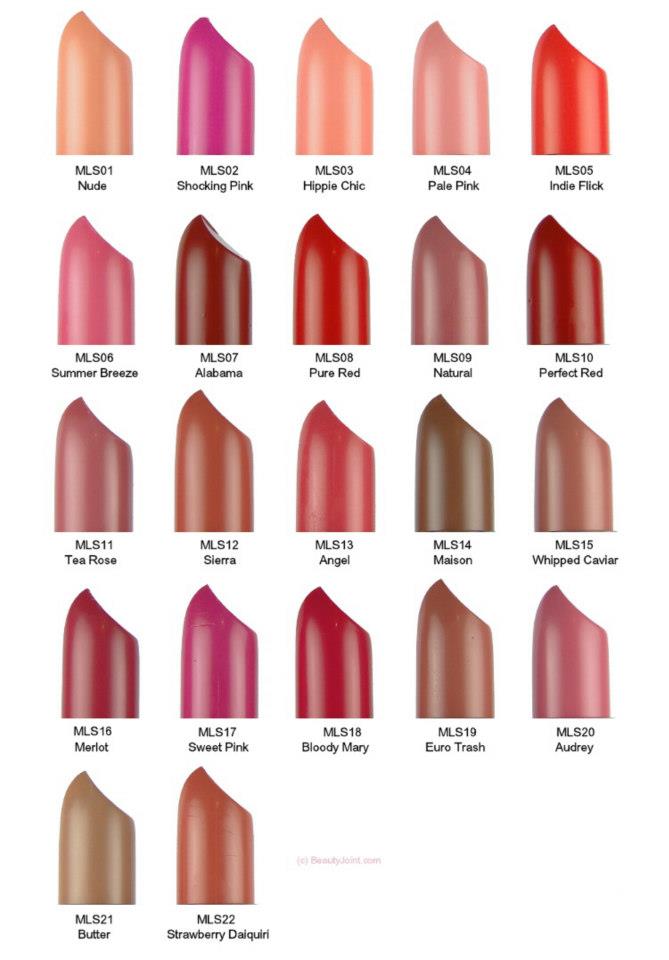 MLS01
Nude
MLS02
Shocking Pink
MLS03
Hippie Chic
MLS04
Pale Pink
MLS05
Indie Flick
MLS06
Summer Breeze
MLS07
Alabama
MLS08
Pure Red
MLS09
Natural
MLS10
Perfect Red
MLS11
Tea Rose
MLS12
Sierra
MLS13
Angel
MLS14
Maison
MLS15
Whipped Caviar
MLS16
Merlot
MLS17
Sweet Pink
MLS18
Bloody Mary
MLS19
Euro Trash
MLS20
Audrey
MLS21
Butter
MLS22
Strawberry Daiquiri
(c) BeautyJoint.com